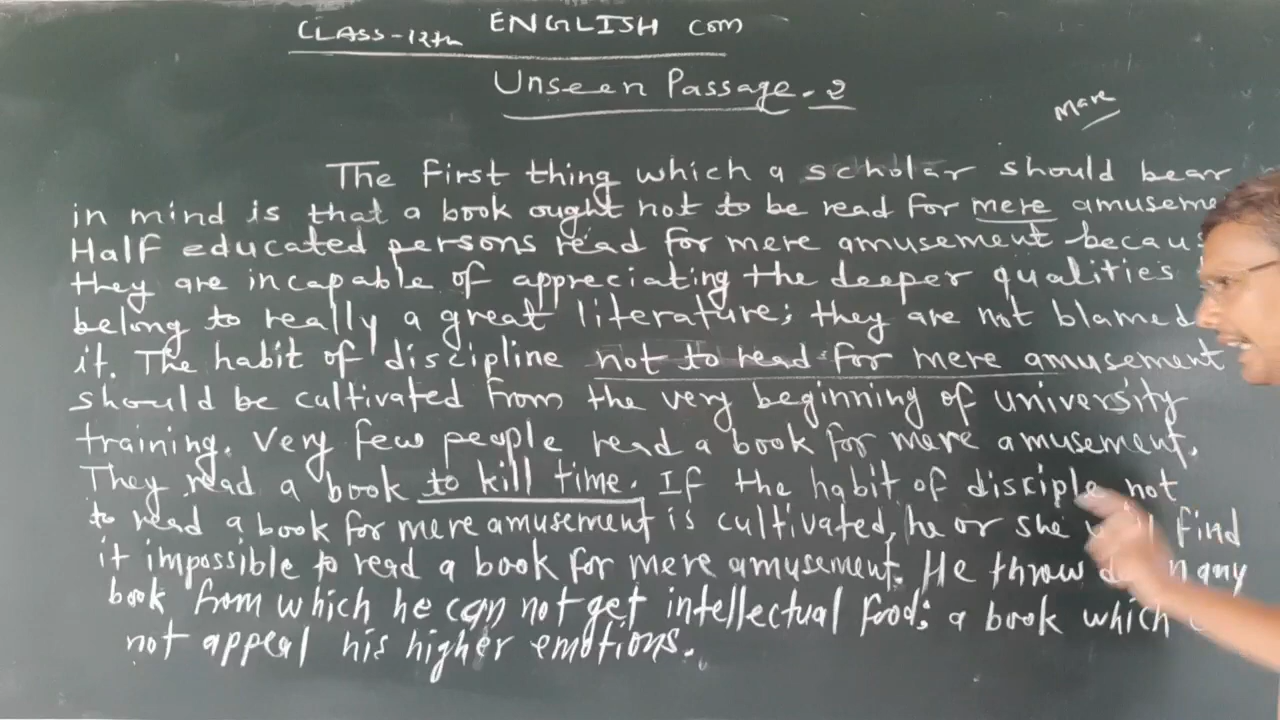 CLASS-12th ENGLISH com
Unseen Passage-2
Mare
The first thing which a scholar should bear
in mind is that a book ought not to be read for mere amuseme
Half educated persons read for mere amusement becaus
they are incapable of appreciating the deeper qualities
belong to really a great literature; they are not blamed
it. The habit of discipline not to read for mere amusement
should be cultivated from the very beginning of university
training. Very few people read a book for mere amusement.
They read a book to kill time. If the habit of disciple not
to read a book for mere amusement is cultivated, he or she will find
it impossible to read a book for mere amusement. He throw any
book from which he can not get intellectual food; a book which
not appeal his higher emotions.